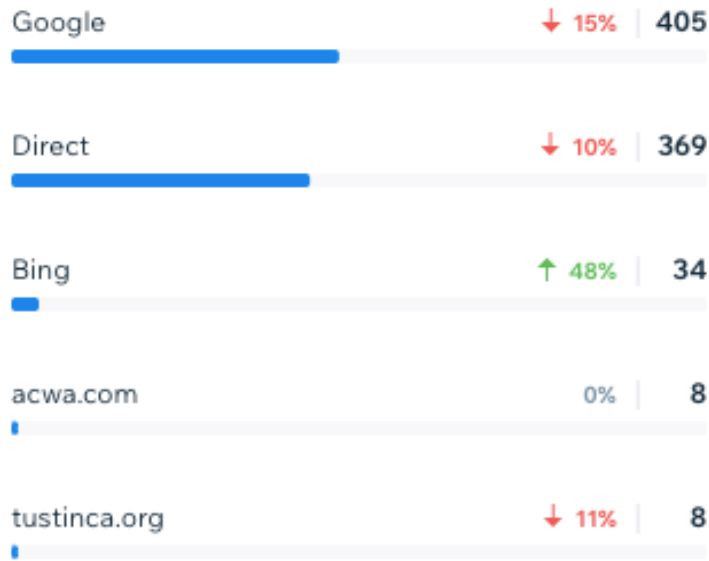 Google ↓ 15% 405
Direct ↓ 10% 369
Bing ↑ 48% 34
acwa.com 0% 8
tustinca.org ↓ 11% 8